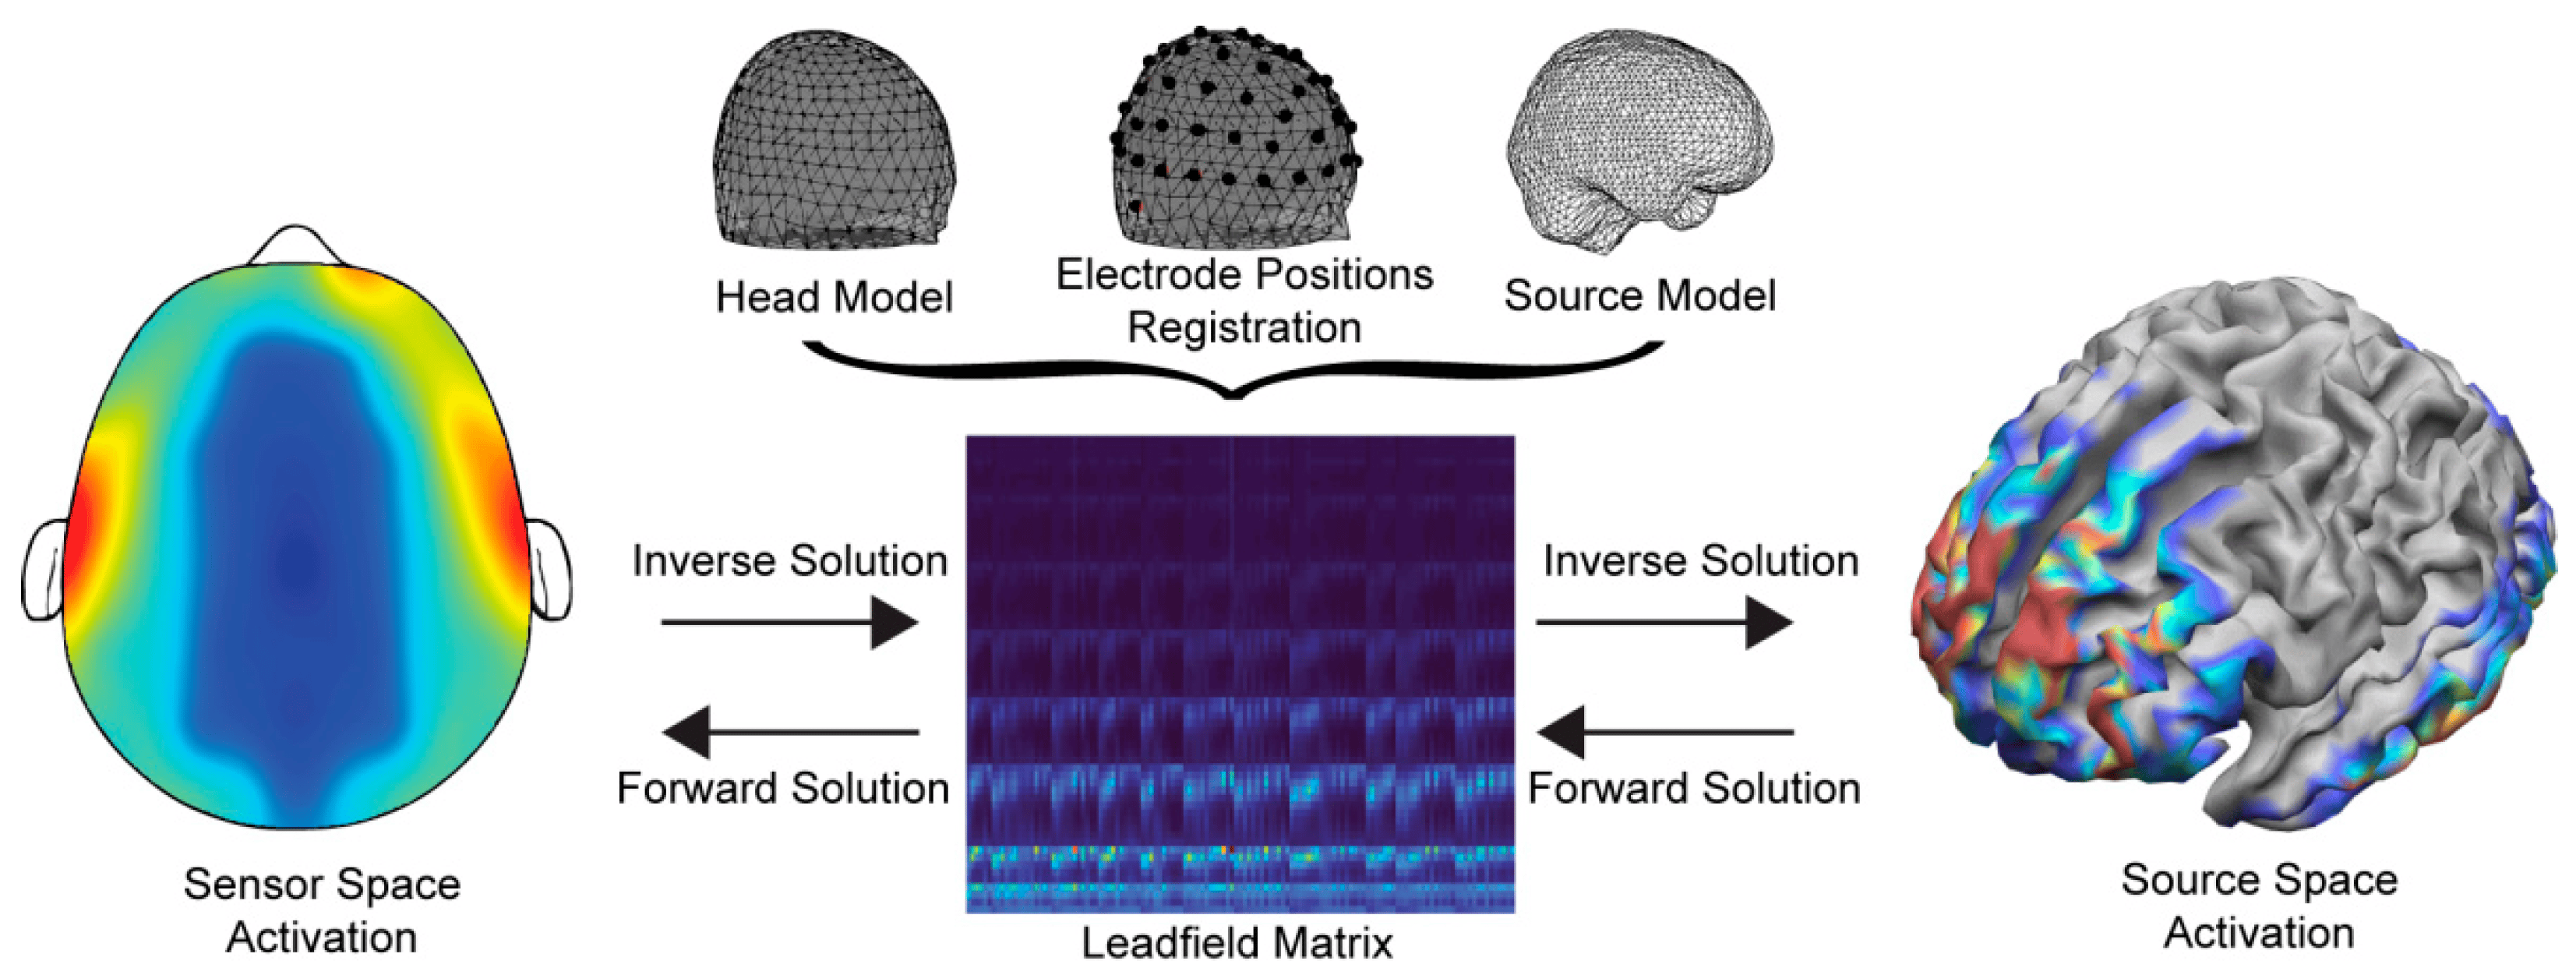 Head Model
Electrode Positions
Registration
Source Model
Inverse Solution
Inverse Solution
Forward Solution
Forward Solution
Sensor Space
Activation
Leadfield Matrix
Source Space
Activation